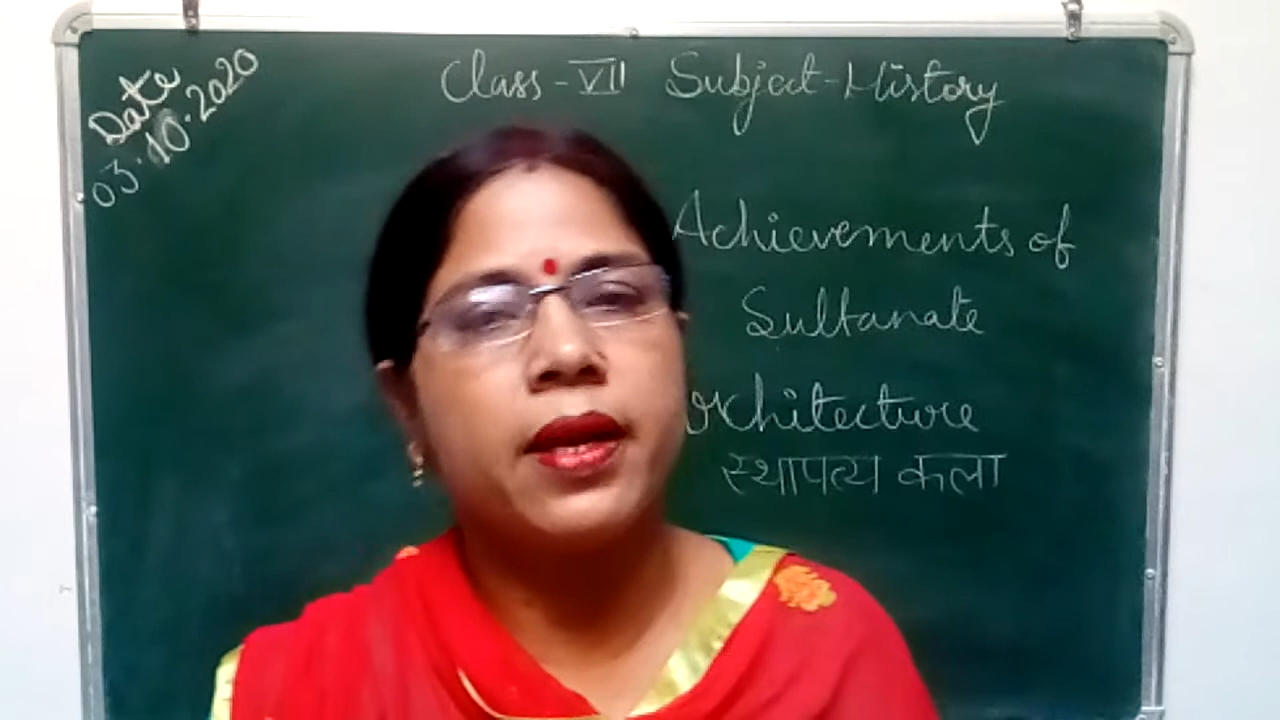 Date
03.10.2020
Class-VII Subject-History
Achievements of
Sultanate
rchitecture
स्थापत्य कला